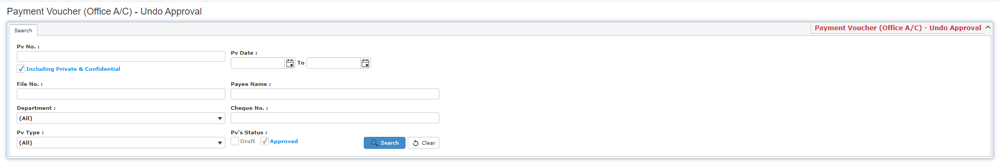 Payment Voucher (Office A/C) - Undo Approval
Search
Payment Voucher (Office A/C) - Undo Approval
Pv No. :
Including Private & Confidential
Pv Date :
To
File No. :
Payee Name :
Department :
(All)
Cheque No. :
Pv Type :
(All)
Pv's Status :
Draft
Approved
Search
Clear